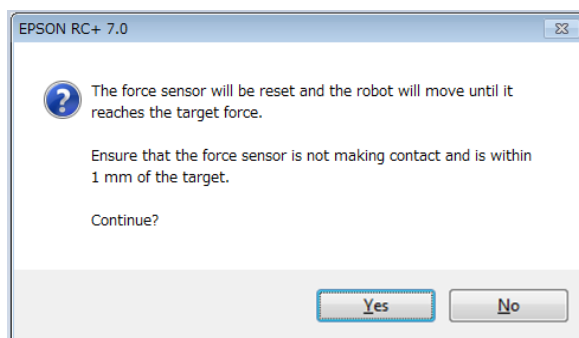 EPSON RC+ 7.0
The force sensor will be reset and the robot will move until it
reaches the target force.
Ensure that the force sensor is not making contact and is within
1 mm of the target.
Continue?
Yes
No